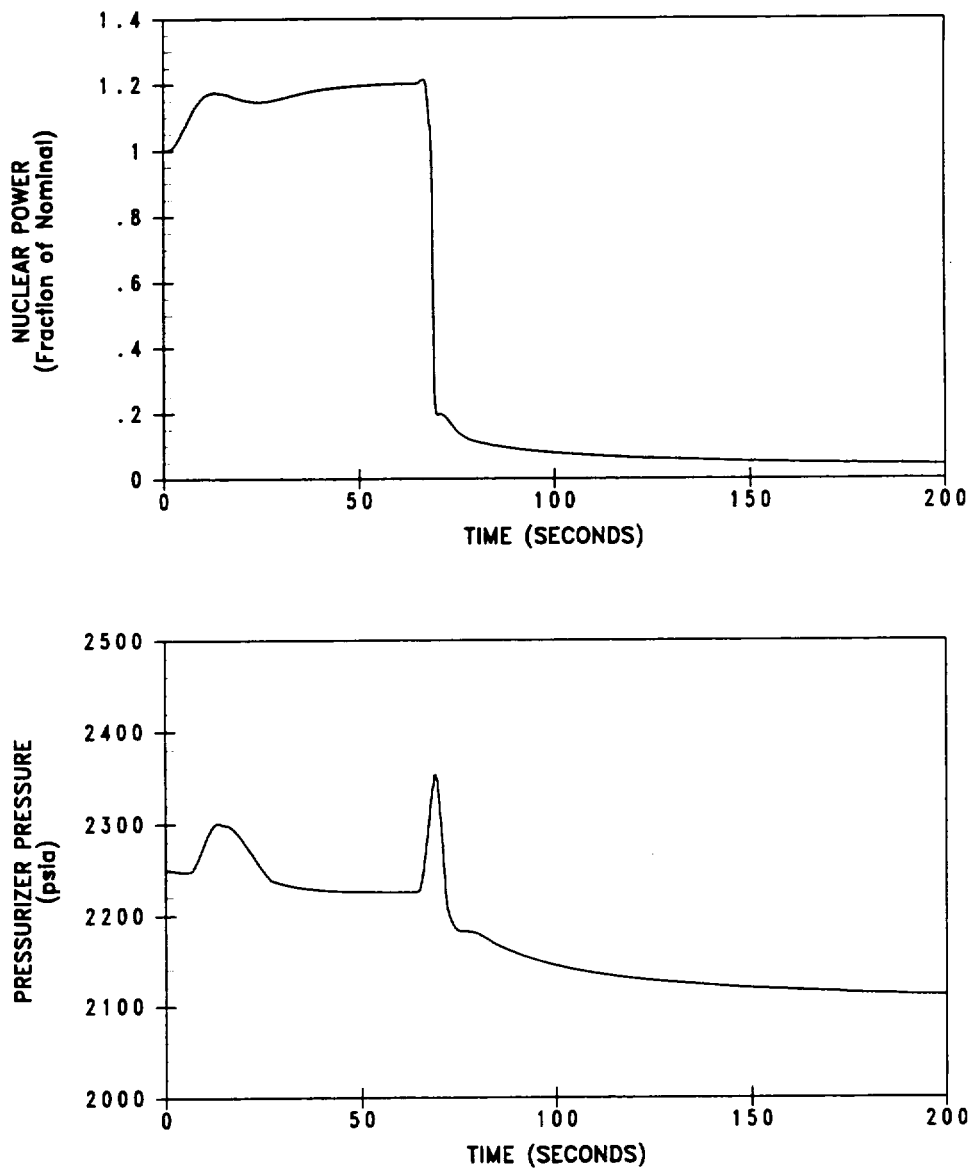 1.4
1.2
1
.8
.6
.4
.2
0
NUCLEAR POWER
(Fraction of Nominal)
0 50 100 150 200
TIME (SECONDS)
2500
2400
2300
2200
2100
2000
PRESSURIZER PRESSURE
(psia)
0 50 100 150 200
TIME (SECONDS)